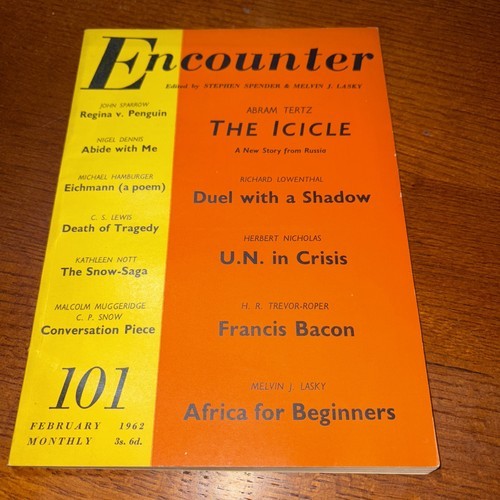 Encounter
Edited by STEPHEN SPENDER & MELVIN J. LASKY
JOHN SPARROW
Regina v. Penguin
NIGEL DENNIS
Abide with Me
MICHAEL HAMBURGER
Eichmann (a poem)
C. S. LEWIS
Death of Tragedy
KATHLEEN NOTT
The Snow-Saga
MALCOLM MUGGERIDGE
C. P. SNOW
Conversation Piece
101
FEBRUARY 1962
MONTHLY 3s. 6d.
ABRAM TERTZ
THE ICICLE
A New Story from Russia
RICHARD LOWENTHAL
Duel with a Shadow
HERBERT NICHOLAS
U.N. in Crisis
H. R. TREVOR-ROPER
Francis Bacon
MELVIN J. LASKY
Africa for Beginners